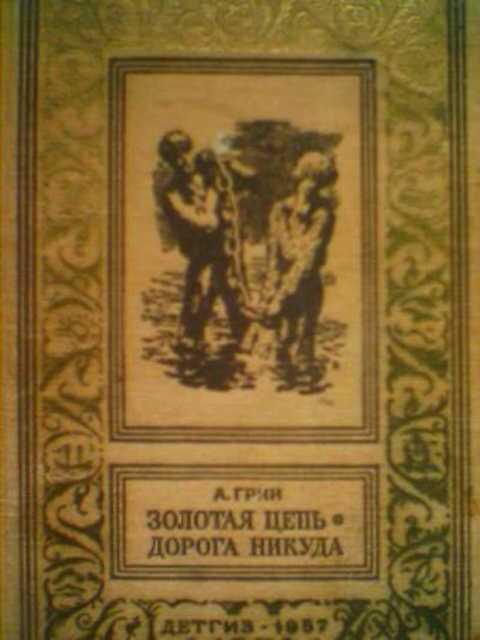 А. ГРИН
ЗОЛОТАЯ ЦЕПЬ •
ДОРОГА НИКУДА
ДЕТГИЗ - 1957